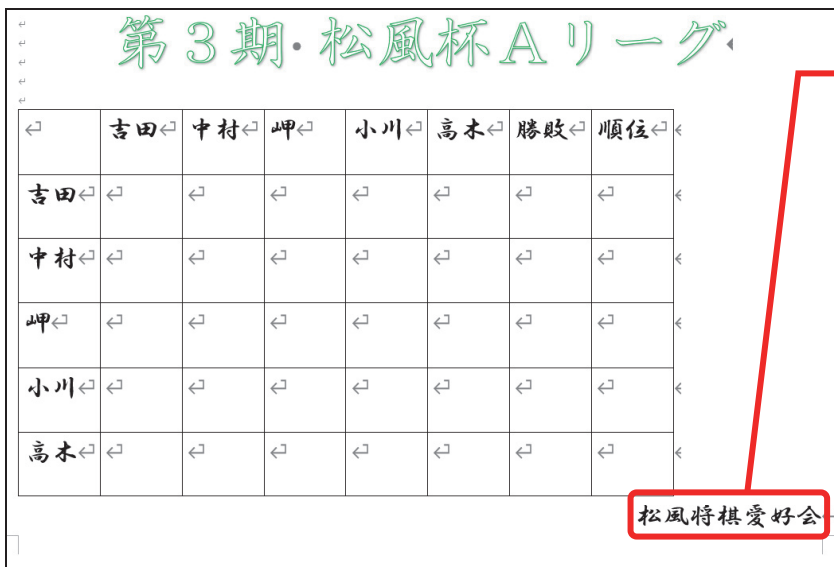 第３期 松風杯Ａリーグ
吉田 中村 岬 小川 高木 勝敗 順位
吉田
中村
岬
小川
高木
松風将棋愛好会